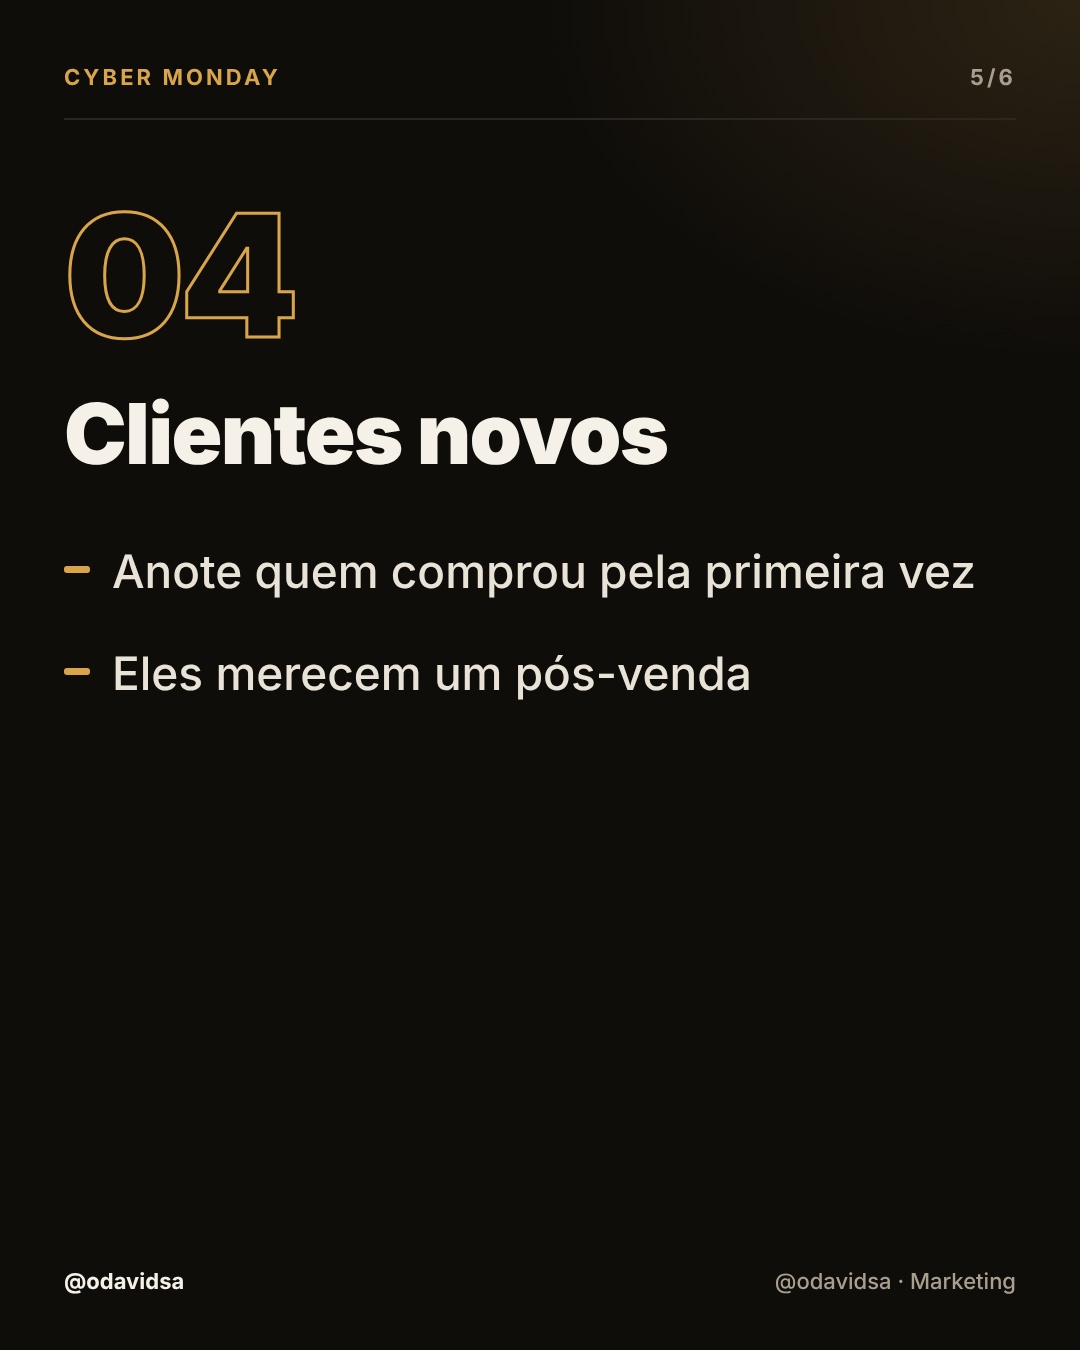 CYBER MONDAY
5/6
04
Clientes novos
Anote quem comprou pela primeira vez
Eles merecem um pós-venda
@odavidsa
@odavidsa · Marketing